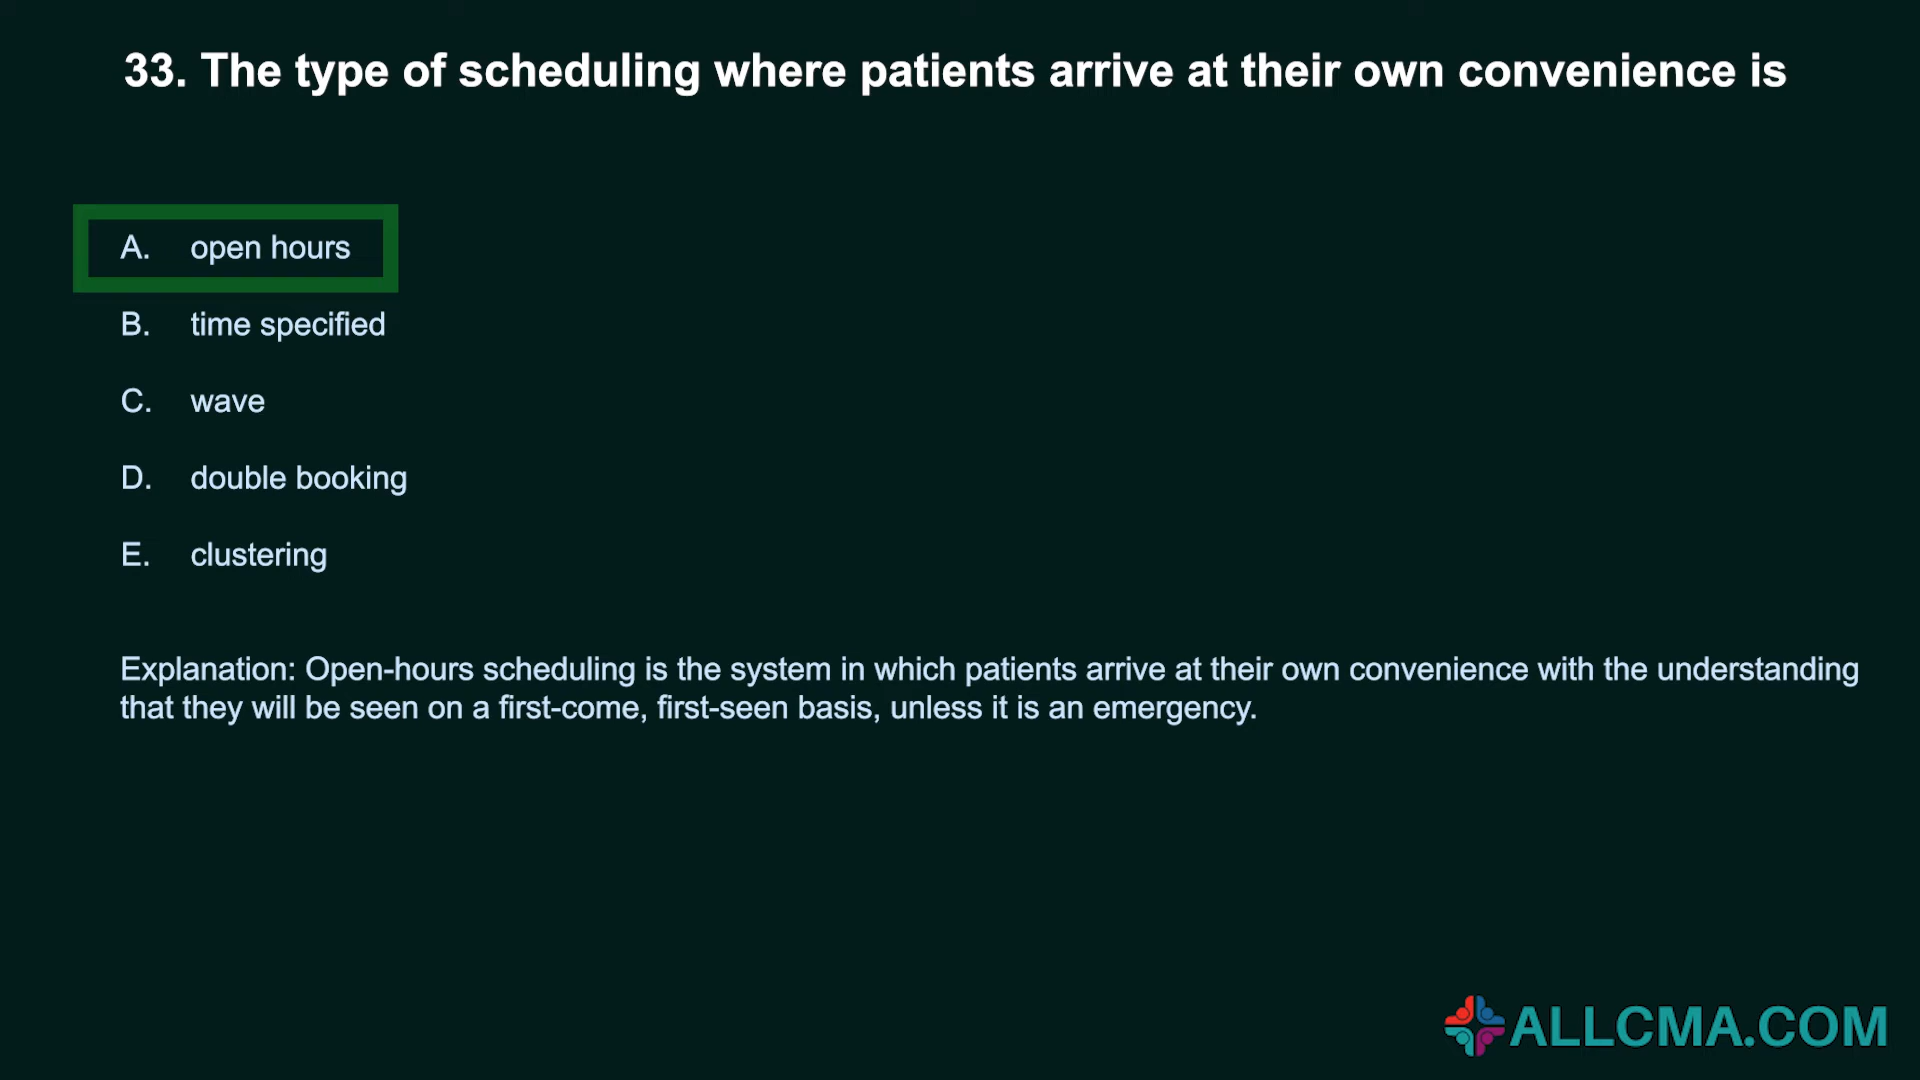 33. The type of scheduling where patients arrive at their own convenience is
A. open hours
B. time specified
C. wave
D. double booking
E. clustering
Explanation: Open-hours scheduling is the system in which patients arrive at their own convenience with the understanding
that they will be seen on a first-come, first-seen basis, unless it is an emergency.
ALLCMA.COM